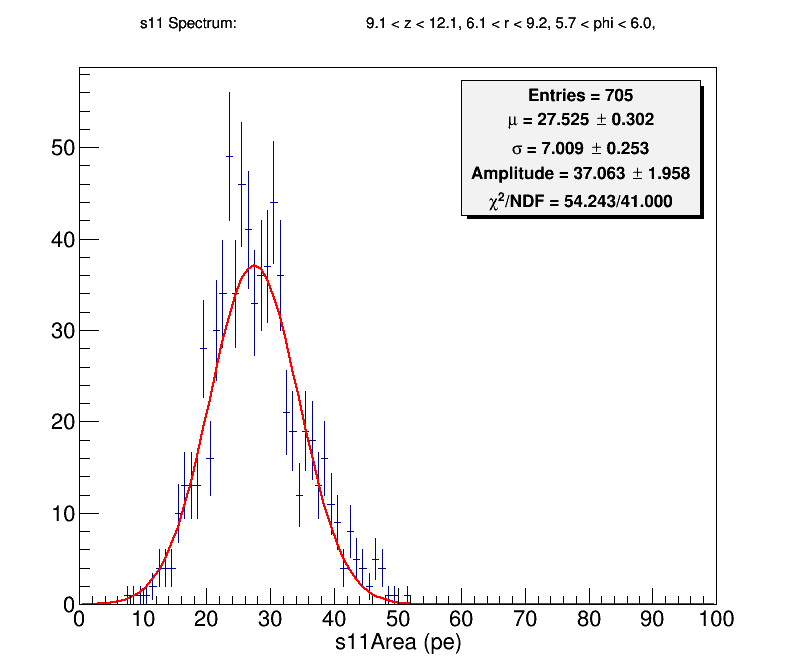 s11 Spectrum: 9.1 < z < 12.1, 6.1 < r < 9.2, 5.7 < phi < 6.0,
Entries = 705
μ = 27.525 ± 0.302
σ = 7.009 ± 0.253
Amplitude = 37.063 ± 1.958
χ²/NDF = 54.243/41.000
50
40
30
20
10
0
0 10 20 30 40 50 60 70 80 90 100
s11Area (pe)